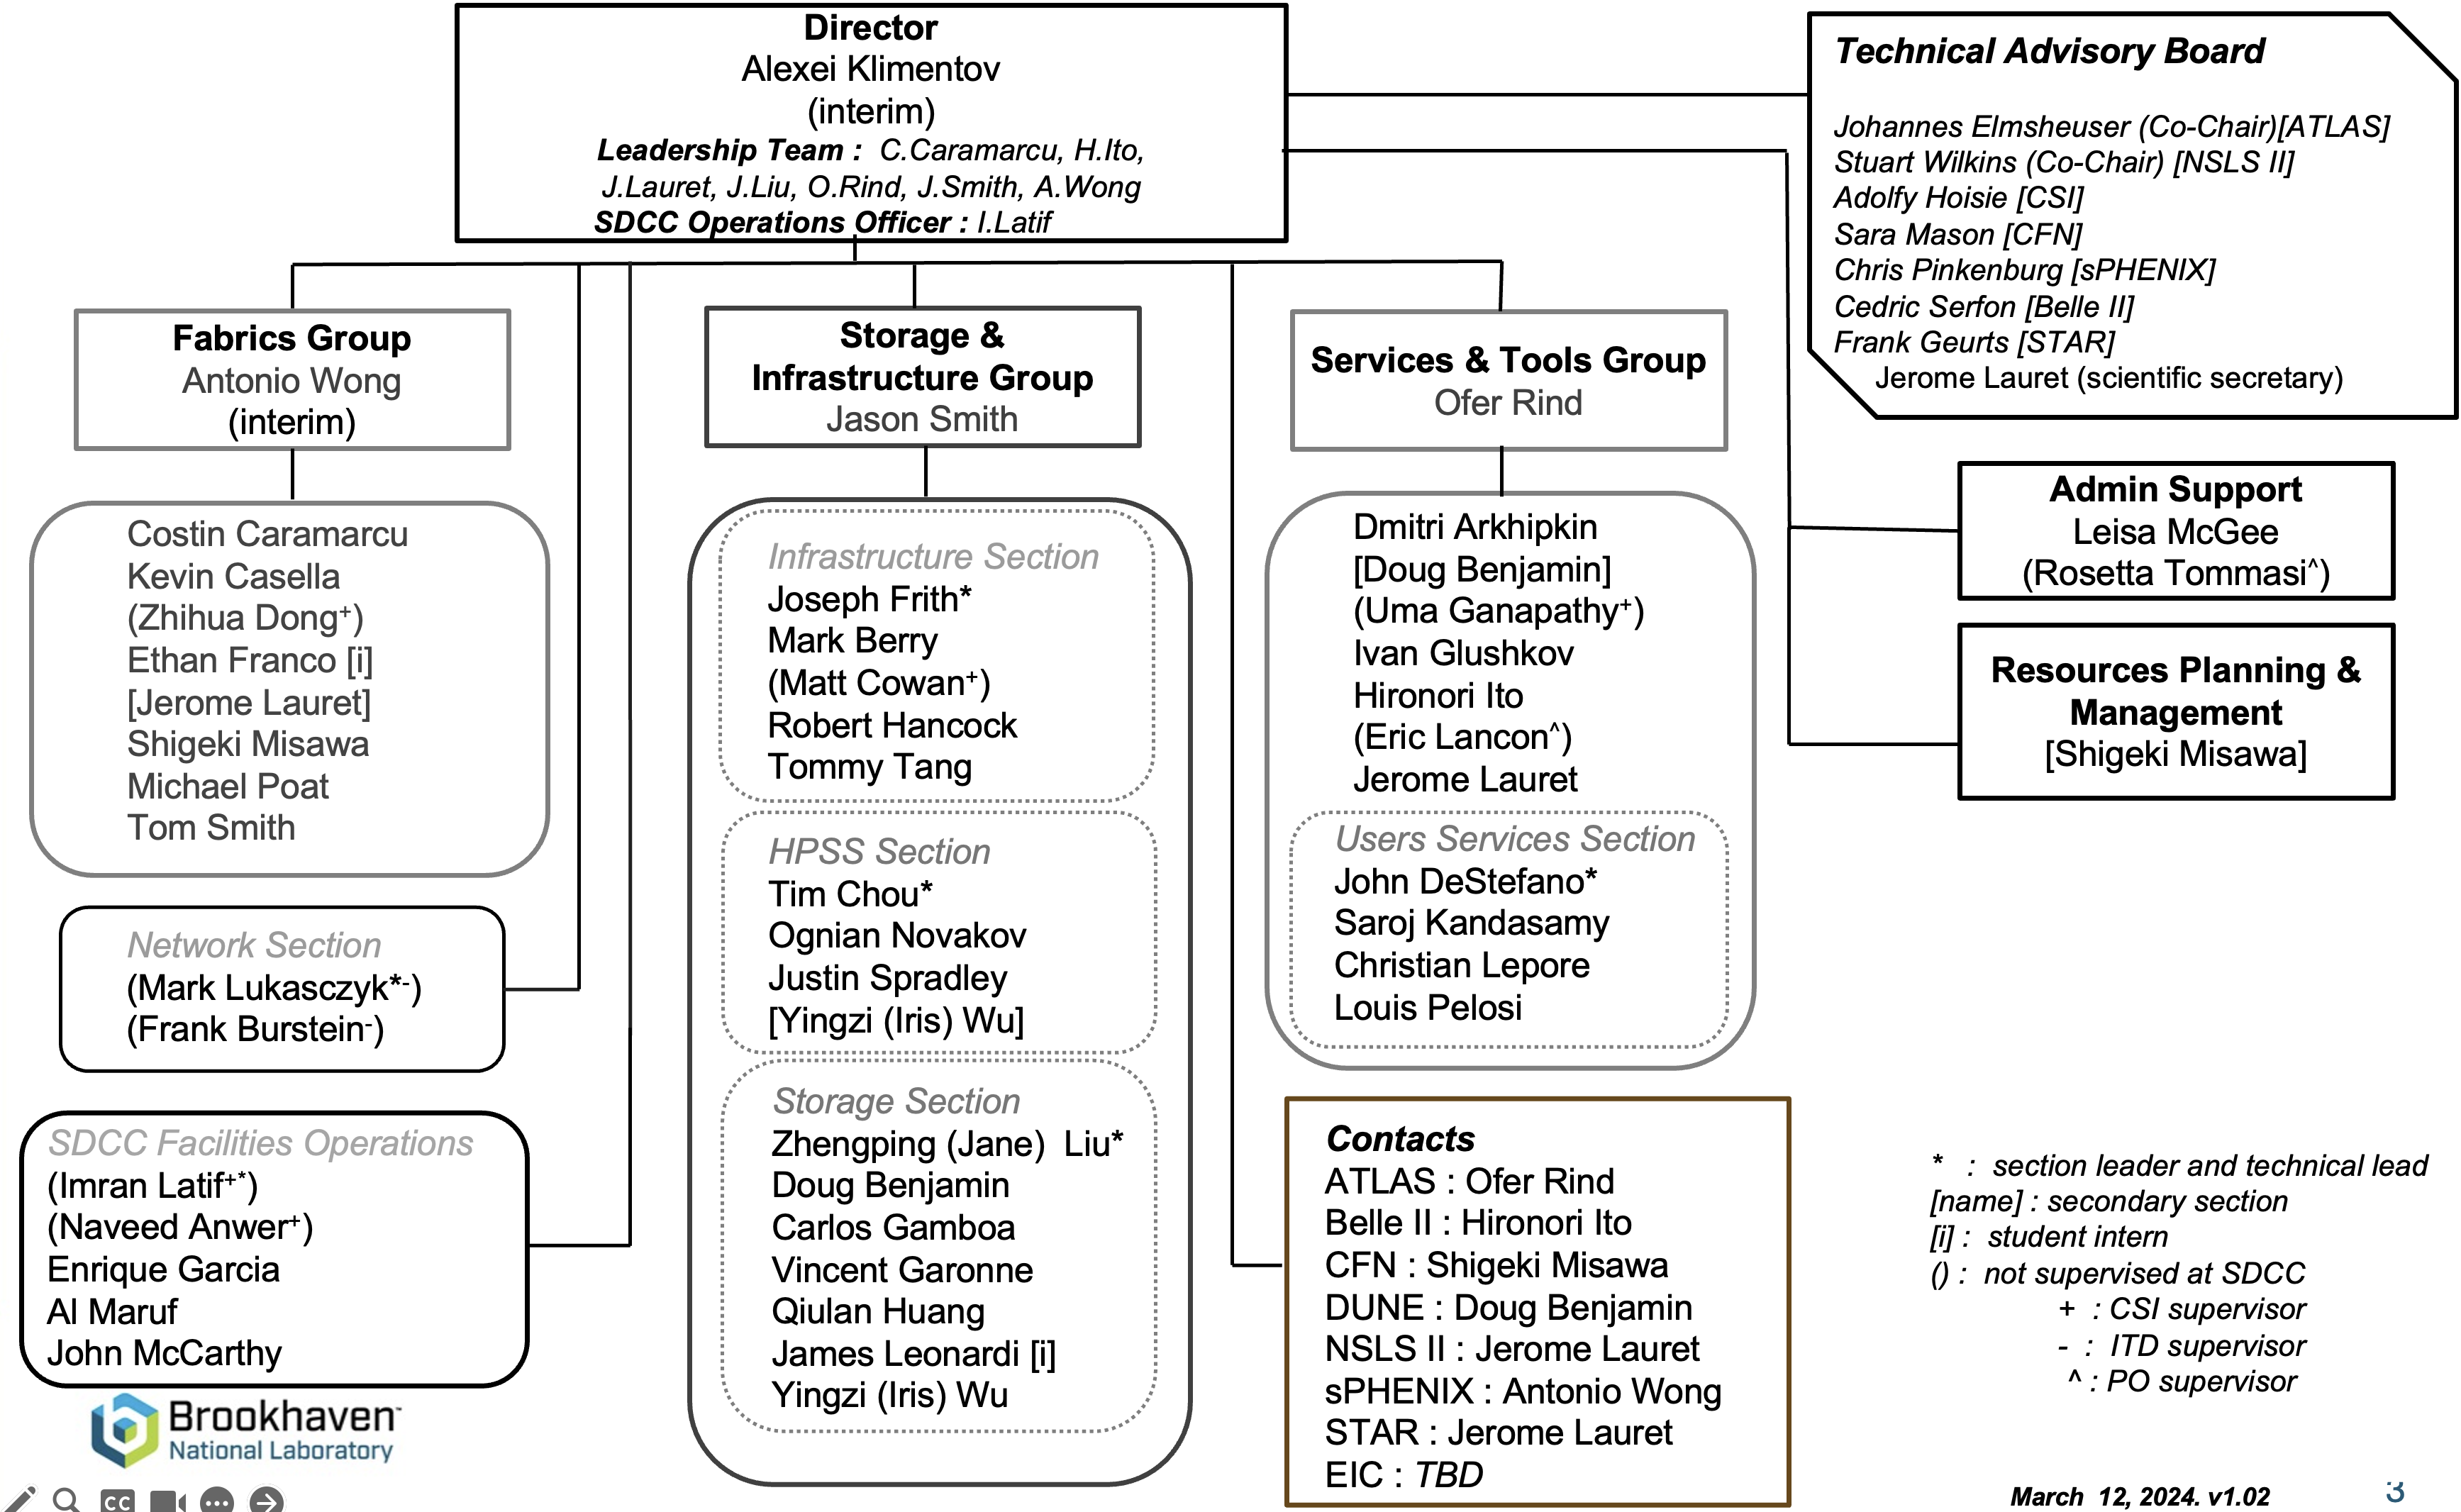 Director
Alexei Klimentov
(interim)
Leadership Team : C.Caramarcu, H.Ito,
J.Lauret, J.Liu, O.Rind, J.Smith, A.Wong
SDCC Operations Officer : I.Latif
Technical Advisory Board
Johannes Elmsheuser (Co-Chair)[ATLAS]
Stuart Wilkins (Co-Chair) [NSLS II]
Adolfy Hoisie [CSI]
Sara Mason [CFN]
Chris Pinkenburg [sPHENIX]
Cedric Serfon [Belle II]
Frank Geurts [STAR]
Jerome Lauret (scientific secretary)
Fabrics Group
Antonio Wong
(interim)
Storage &
Infrastructure Group
Jason Smith
Services & Tools Group
Ofer Rind
Admin Support
Leisa McGee
(Rosetta Tommasi^)
Resources Planning &
Management
[Shigeki Misawa]
Costin Caramarcu
Kevin Casella
(Zhihua Dong+)
Ethan Franco [i]
[Jerome Lauret]
Shigeki Misawa
Michael Poat
Tom Smith
Network Section
(Mark Lukasczyk*-)
(Frank Burstein-)
SDCC Facilities Operations
(Imran Latif+*)
(Naveed Anwer+)
Enrique Garcia
Al Maruf
John McCarthy
Infrastructure Section
Joseph Frith*
Mark Berry
(Matt Cowan+)
Robert Hancock
Tommy Tang
HPSS Section
Tim Chou*
Ognian Novakov
Justin Spradley
[Yingzi (Iris) Wu]
Storage Section
Zhengping (Jane) Liu*
Doug Benjamin
Carlos Gamboa
Vincent Garonne
Qiulan Huang
James Leonardi [i]
Yingzi (Iris) Wu
Dmitri Arkhipkin
[Doug Benjamin]
(Uma Ganapathy+)
Ivan Glushkov
Hironori Ito
(Eric Lancon^)
Jerome Lauret
Users Services Section
John DeStefano*
Saroj Kandasamy
Christian Lepore
Louis Pelosi
Contacts
ATLAS : Ofer Rind
Belle II : Hironori Ito
CFN : Shigeki Misawa
DUNE : Doug Benjamin
NSLS II : Jerome Lauret
sPHENIX : Antonio Wong
STAR : Jerome Lauret
EIC : TBD
* : section leader and technical lead
[name] : secondary section
[i] : student intern
() : not supervised at SDCC
+ : CSI supervisor
- : ITD supervisor
^ : PO supervisor
Brookhaven™
National Laboratory
CC
March 12, 2024. v1.02
3